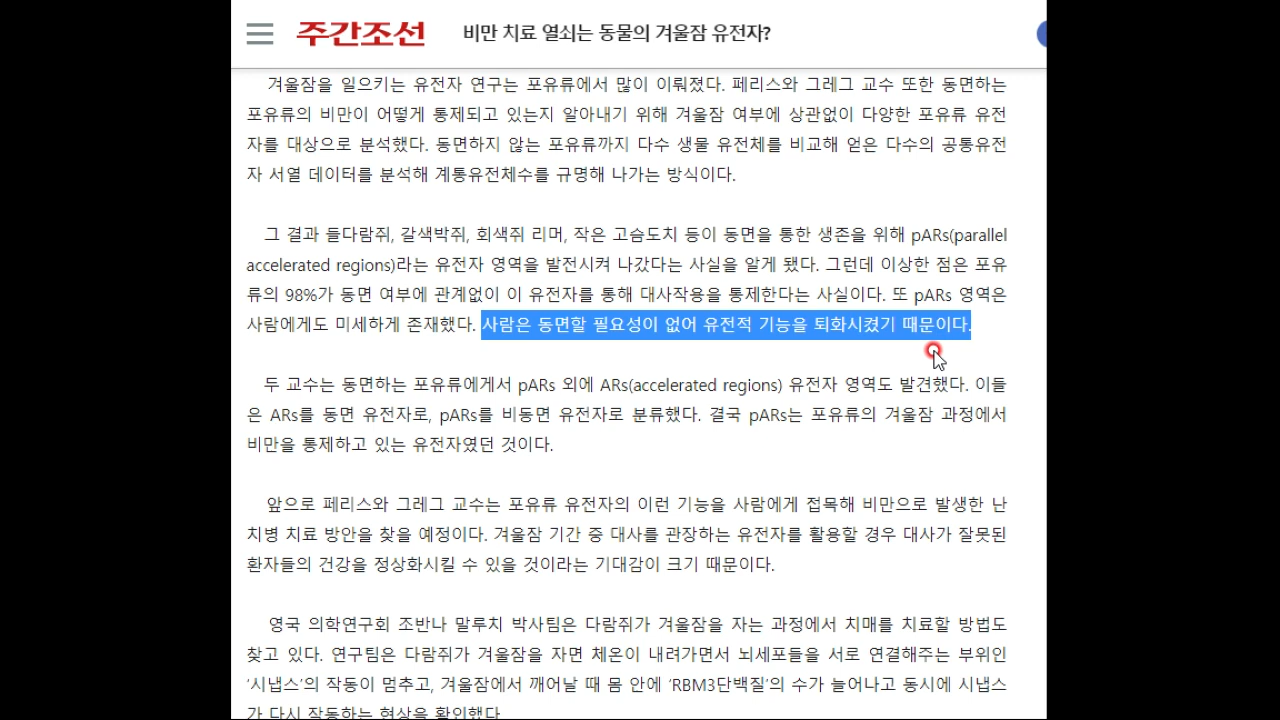 주간조선 비만 치료 열쇠는 동물의 겨울잠 유전자?
겨울잠을 일으키는 유전자 연구는 포유류에서 많이 이뤄졌다. 페리스와 그레그 교수 또한 동면하는
포유류의 비만이 어떻게 통제되고 있는지 알아내기 위해 겨울잠 여부에 상관없이 다양한 포유류 유전
자를 대상으로 분석했다. 동면하지 않는 포유류까지 다수 생물 유전체를 비교해 얻은 다수의 공통유전
자 서열 데이터를 분석해 계통유전체수를 규명해 나가는 방식이다.
그 결과 들다람쥐, 갈색박쥐, 회색쥐 리머, 작은 고슴도치 등이 동면을 통한 생존을 위해 pARs(parallel
accelerated regions)라는 유전자 영역을 발전시켜 나갔다는 사실을 알게 됐다. 그런데 이상한 점은 포유
류의 98%가 동면 여부에 관계없이 이 유전자를 통해 대사작용을 통제한다는 사실이다. 또 pARs 영역은
사람에게도 미세하게 존재했다. 사람은 동면할 필요성이 없어 유전적 기능을 퇴화시켰기 때문이다.
두 교수는 동면하는 포유류에게서 pARs 외에 ARs(accelerated regions) 유전자 영역도 발견했다. 이들
은 ARs를 동면 유전자로, pARs를 비동면 유전자로 분류했다. 결국 pARs는 포유류의 겨울잠 과정에서
비만을 통제하고 있는 유전자였던 것이다.
앞으로 페리스와 그레그 교수는 포유류 유전자의 이런 기능을 사람에게 접목해 비만으로 발생한 난
치병 치료 방안을 찾을 예정이다. 겨울잠 기간 중 대사를 관장하는 유전자를 활용할 경우 대사가 잘못된
환자들의 건강을 정상화시킬 수 있을 것이라는 기대감이 크기 때문이다.
영국 의학연구회 조반나 말루치 박사팀은 다람쥐가 겨울잠을 자는 과정에서 치매를 치료할 방법도
찾고 있다. 연구팀은 다람쥐가 겨울잠을 자면 체온이 내려가면서 뇌세포들을 서로 연결해주는 부위인
‘시냅스’의 작동이 멈추고, 겨울잠에서 깨어날 때 몸 안에 ‘RBM3단백질’의 수가 늘어나고 동시에 시냅스
가 다시 작동하는 현상을 확인했다